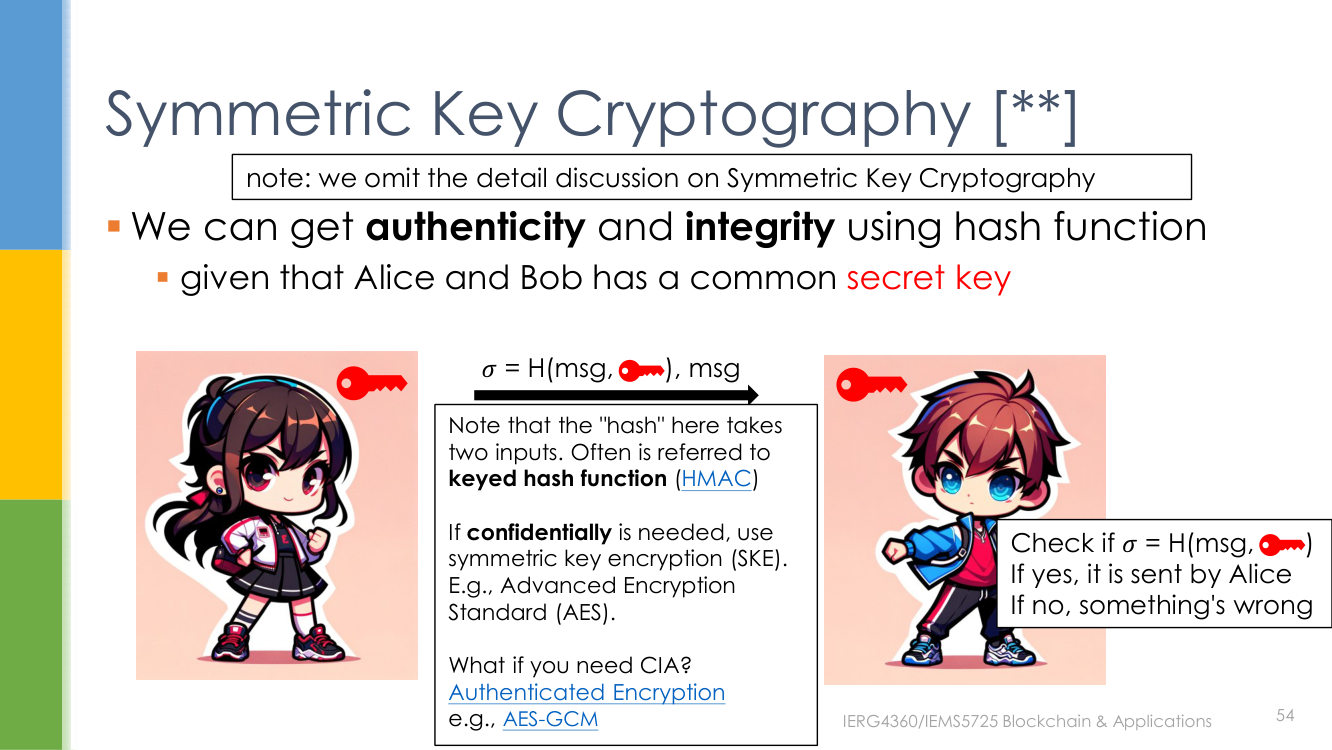 Symmetric Key Cryptography [**]
note: we omit the detail discussion on Symmetric Key Cryptography
We can get authenticity and integrity using hash function
given that Alice and Bob has a common secret key
σ = H(msg, ), msg
Note that the "hash" here takes
two inputs. Often is referred to
keyed hash function (HMAC)
If confidentially is needed, use
symmetric key encryption (SKE).
E.g., Advanced Encryption
Standard (AES).
What if you need CIA?
Authenticated Encryption
e.g., AES-GCM
Check if σ = H(msg, )
If yes, it is sent by Alice
If no, something's wrong
IERG4360/IEMS5725 Blockchain & Applications
54